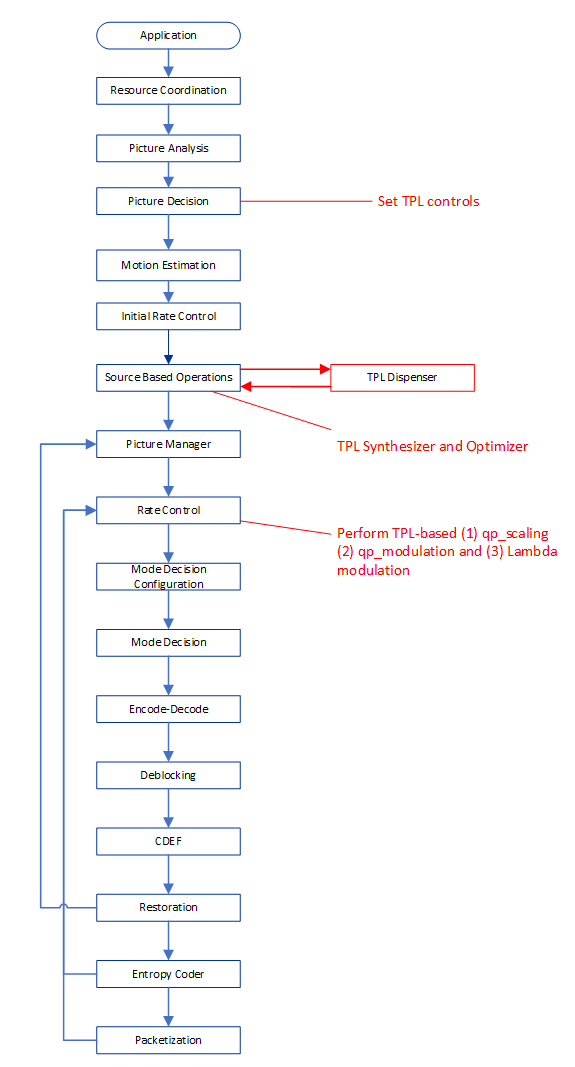 Application
Resource Coordination
Picture Analysis
Picture Decision
Set TPL controls
Motion Estimation
Initial Rate Control
Source Based Operations
TPL Dispenser
TPL Synthesizer and Optimizer
Picture Manager
Rate Control
Perform TPL-based (1) qp_scaling
(2) qp_modulation and (3) Lambda
modulation
Mode Decision
Configuration
Mode Decision
Encode-Decode
Deblocking
CDEF
Restoration
Entropy Coder
Packetization